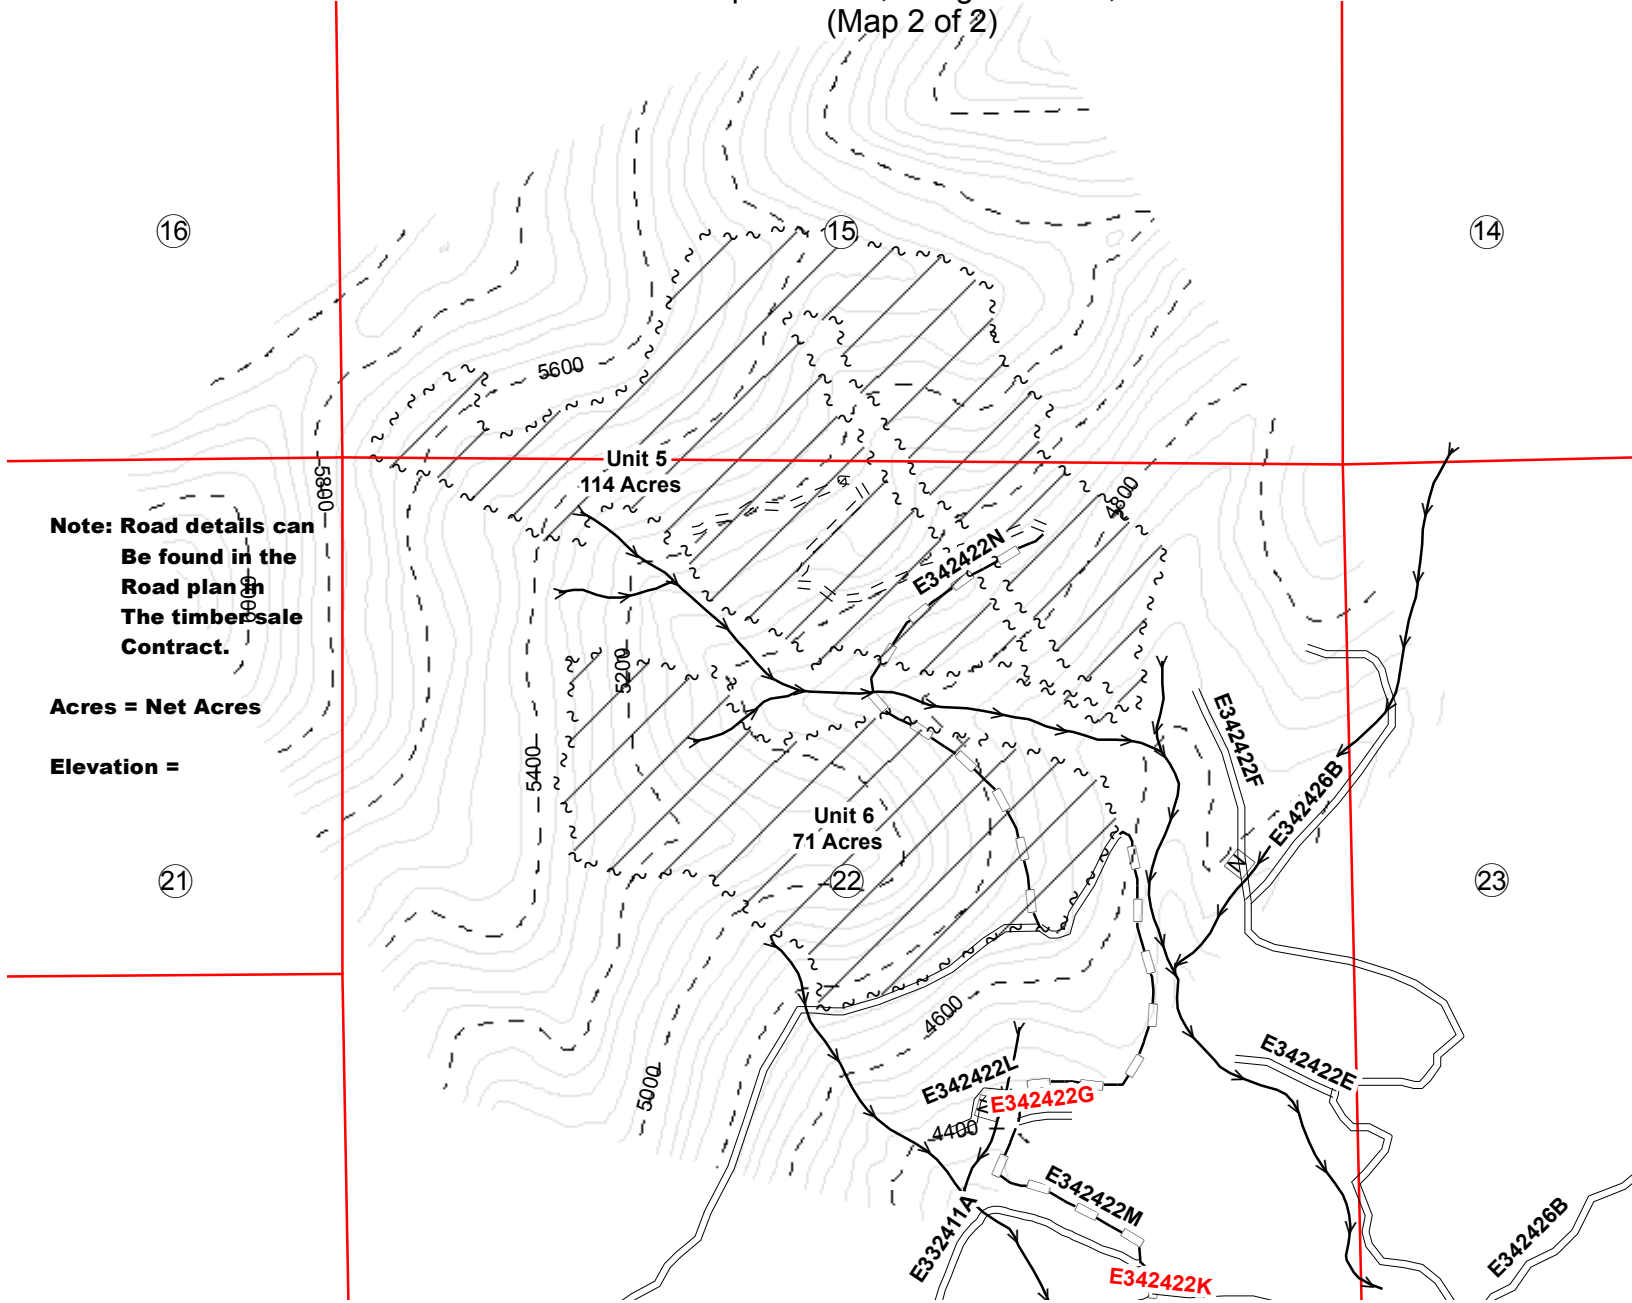 (Map 2 of 2)
16
15
14
5600
Unit 5
114 Acres
5800
4800
Note: Road details can
Be found in the
Road plan in
The timber sale
Contract.
6000
E342422N
5200
Acres = Net Acres
E342422F
5400
Elevation =
E342426B
Unit 6
71 Acres
21
22
23
4600
E342422L
E342422E
5000
E342422G
4400
E342422M
E332411A
E342426B
E342422K